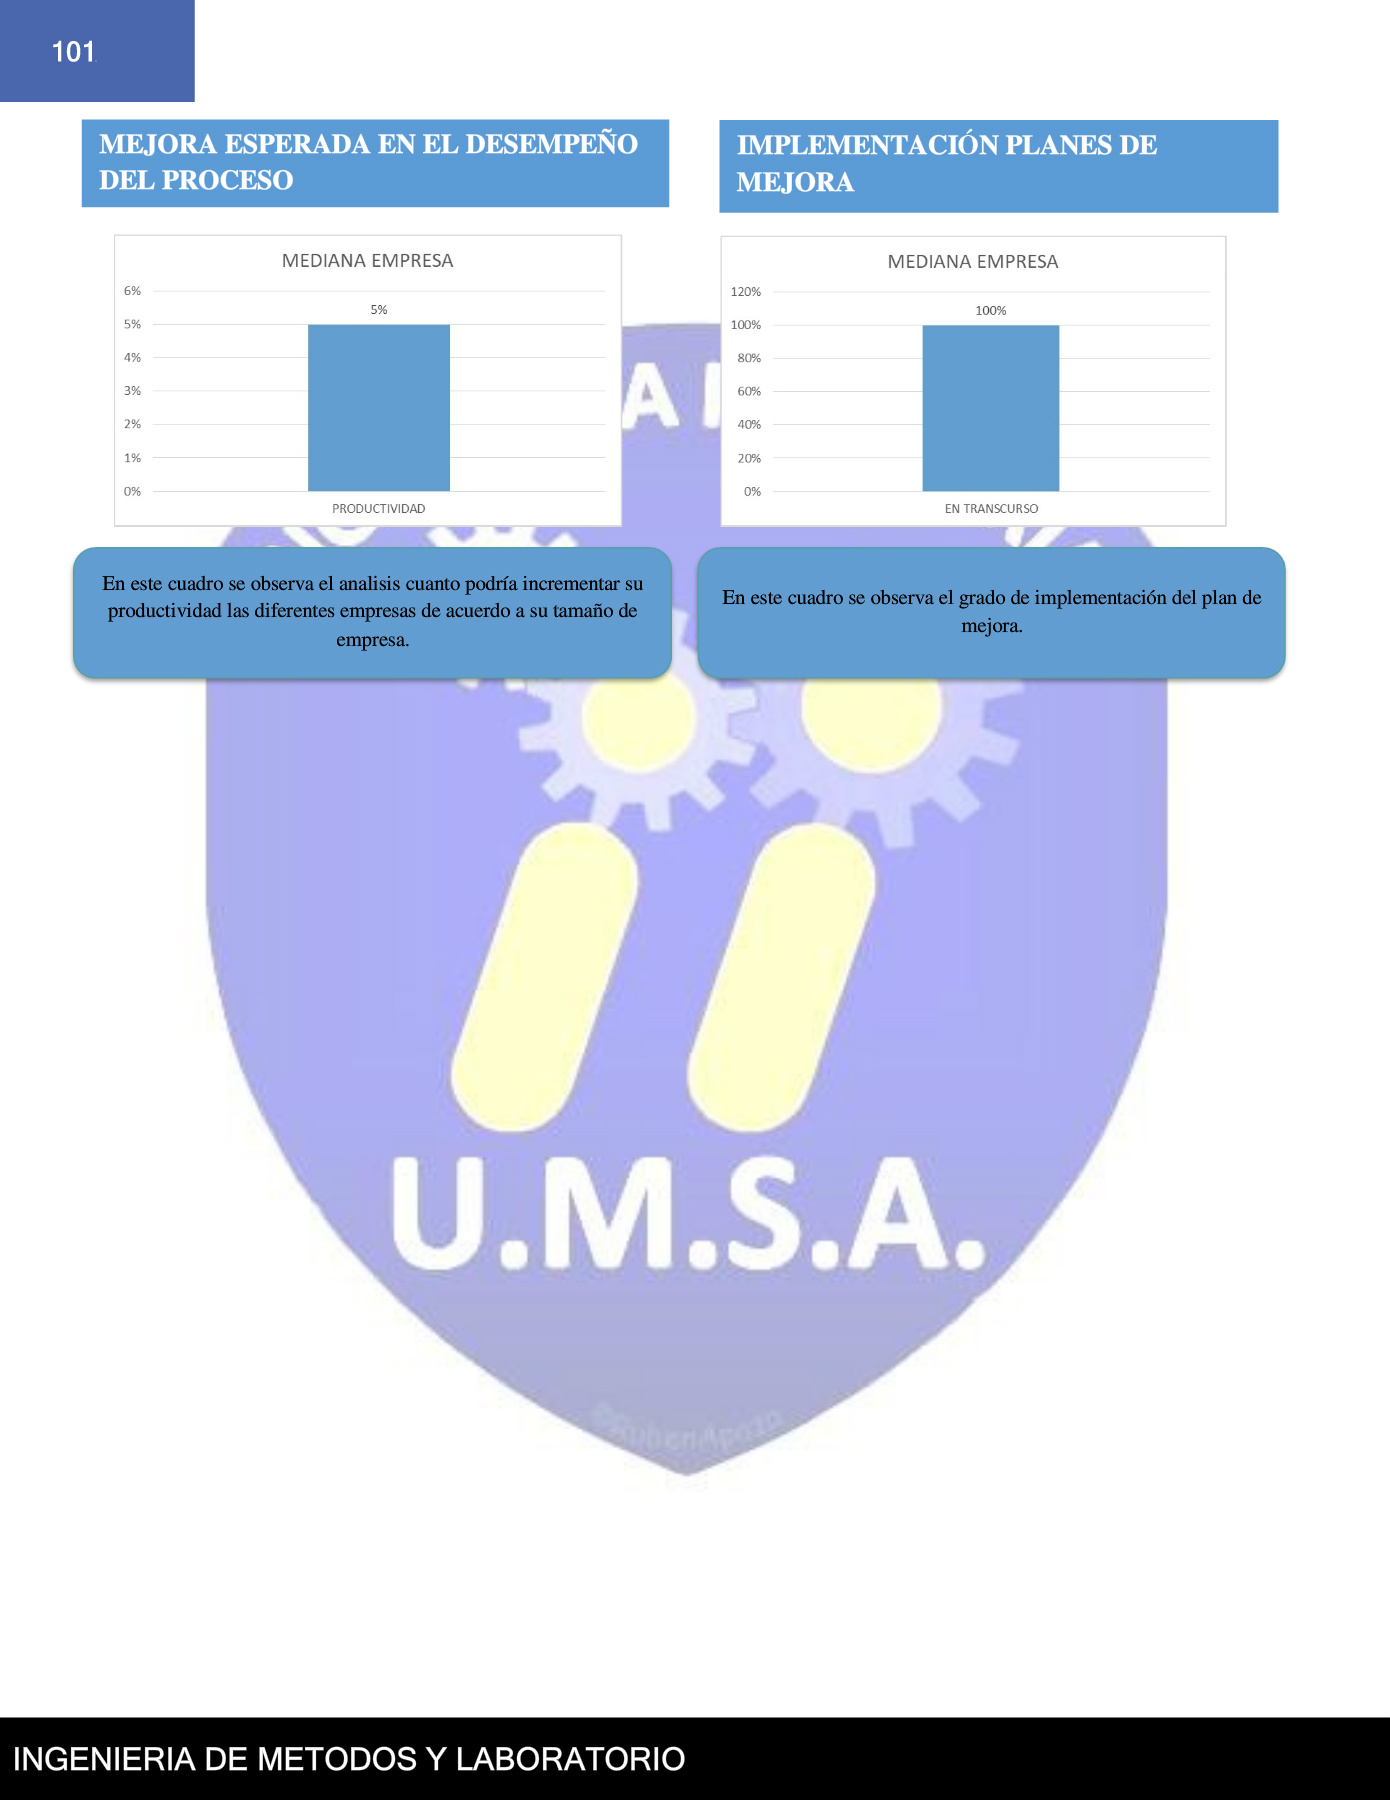 101
MEJORA ESPERADA EN EL DESEMPEÑO
DEL PROCESO
IMPLEMENTACIÓN PLANES DE
MEJORA
MEDIANA EMPRESA
6%
5%
4%
3%
2%
1%
0%
5%
PRODUCTIVIDAD
MEDIANA EMPRESA
120%
100%
80%
60%
40%
20%
0%
100%
EN TRANSCURSO
En este cuadro se observa el analisis cuanto podría incrementar su
productividad las diferentes empresas de acuerdo a su tamaño de
empresa.
En este cuadro se observa el grado de implementación del plan de
mejora.
U.M.S.A.
@RubenApaza
INGENIERIA DE METODOS Y LABORATORIO